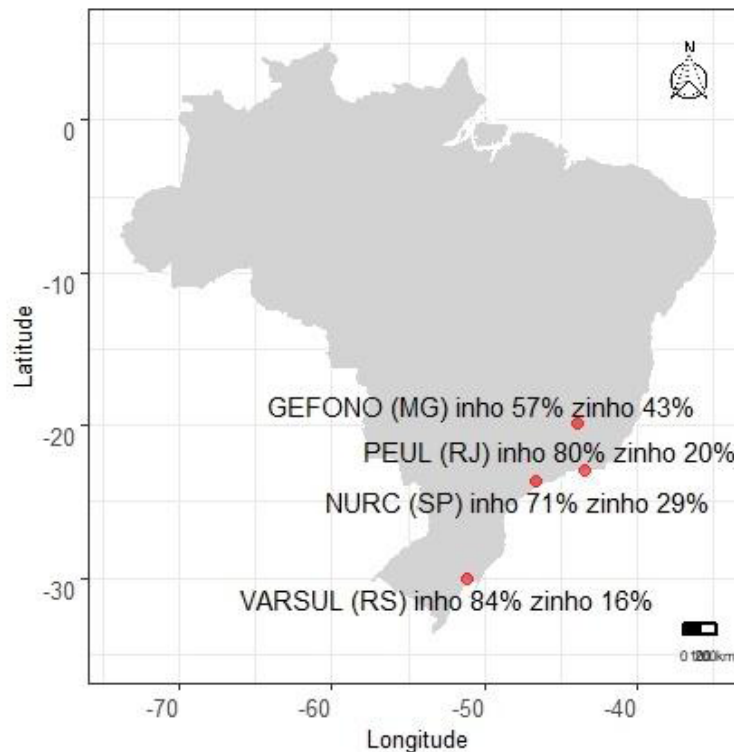 N
0
-10
Latitude
GEFONO (MG) inho 57% zinho 43%
-20
PEUL (RJ) inho 80% zinho 20%
NURC (SP) inho 71% zinho 29%
-30
VARSUL (RS) inho 84% zinho 16%
-70 -60 -50 -40
Longitude